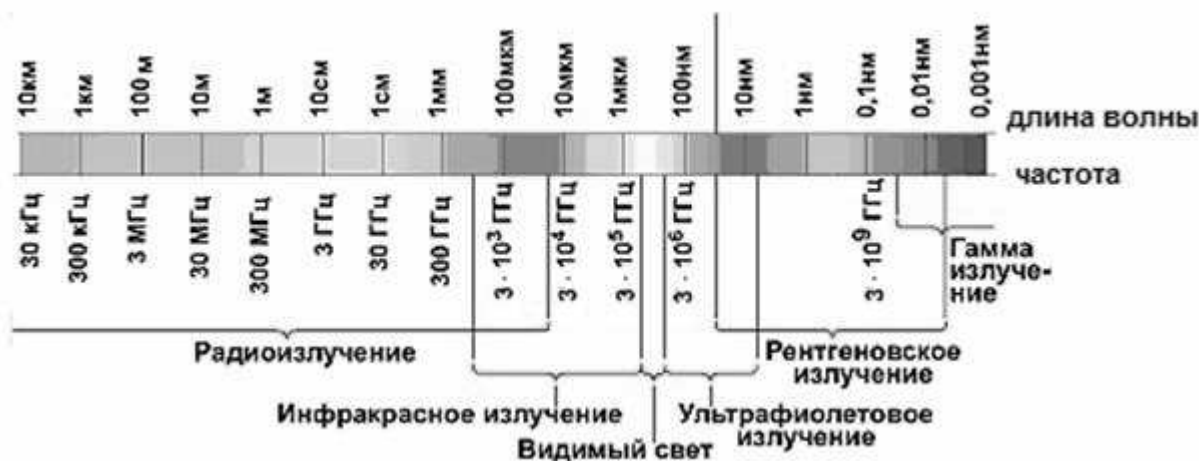 10км 1км 100 м 10м 1м 10см 1см 1мм 100мкм 10мкм 1мкм 100нм 10нм 1нм 0,1нм 0,01нм 0,001нм
длина волны
частота
30 кГц 300 кГц 3 МГц 30 МГц 300 МГц 3 ГГц 30 ГГц 300 ГГц 3 · 10³ ГГц 3 · 10⁴ ГГц 3 · 10⁵ ГГц 3 · 10⁶ ГГц 3 · 10⁹ ГГц
Гамма
излуче-
ние
Радиоизлучение
Рентгеновское
излучение
Инфракрасное излучение
Ультрафиолетовое
излучение
Видимый свет